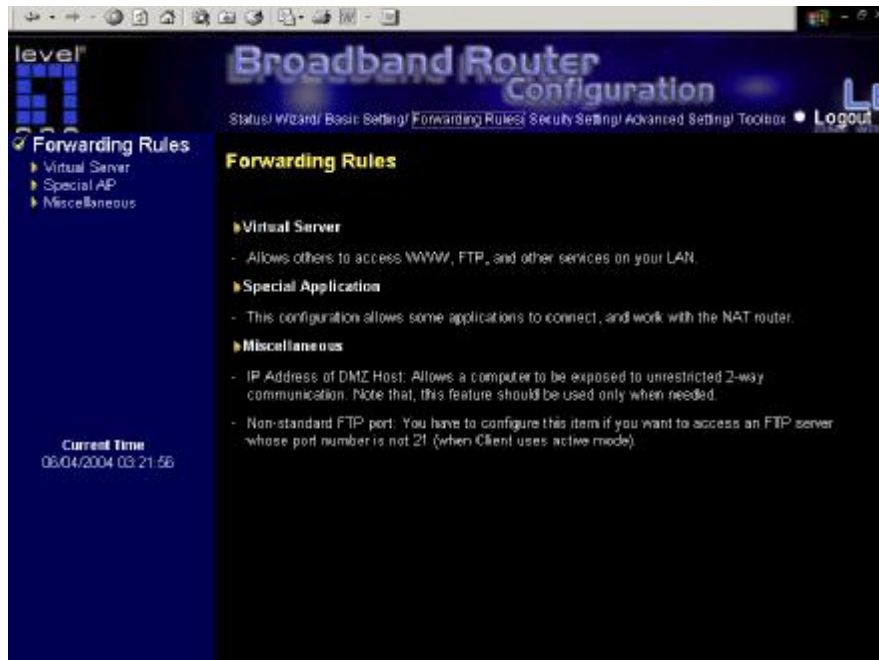 level
Broadband Router
Configuration
Status/ Wizard/ Basic Setting/ Forwarding Rules/ Security Setting/ Advanced Setting/ Toolbox
Logout
Forwarding Rules
Virtual Server
Special AP
Miscellaneous
Forwarding Rules
Virtual Server
- Allows others to access WWW, FTP, and other services on your LAN.
Special Application
- This configuration allows some applications to connect, and work with the NAT router.
Miscellaneous
- IP Address of DMZ Host: Allows a computer to be exposed to unrestricted 2-way
communication. Note that, this feature should be used only when needed.
- Non-standard FTP port: You have to configure this item if you want to access an FTP server
whose port number is not 21 (when Client uses active mode).
Current Time
06/04/2004 03:21:56